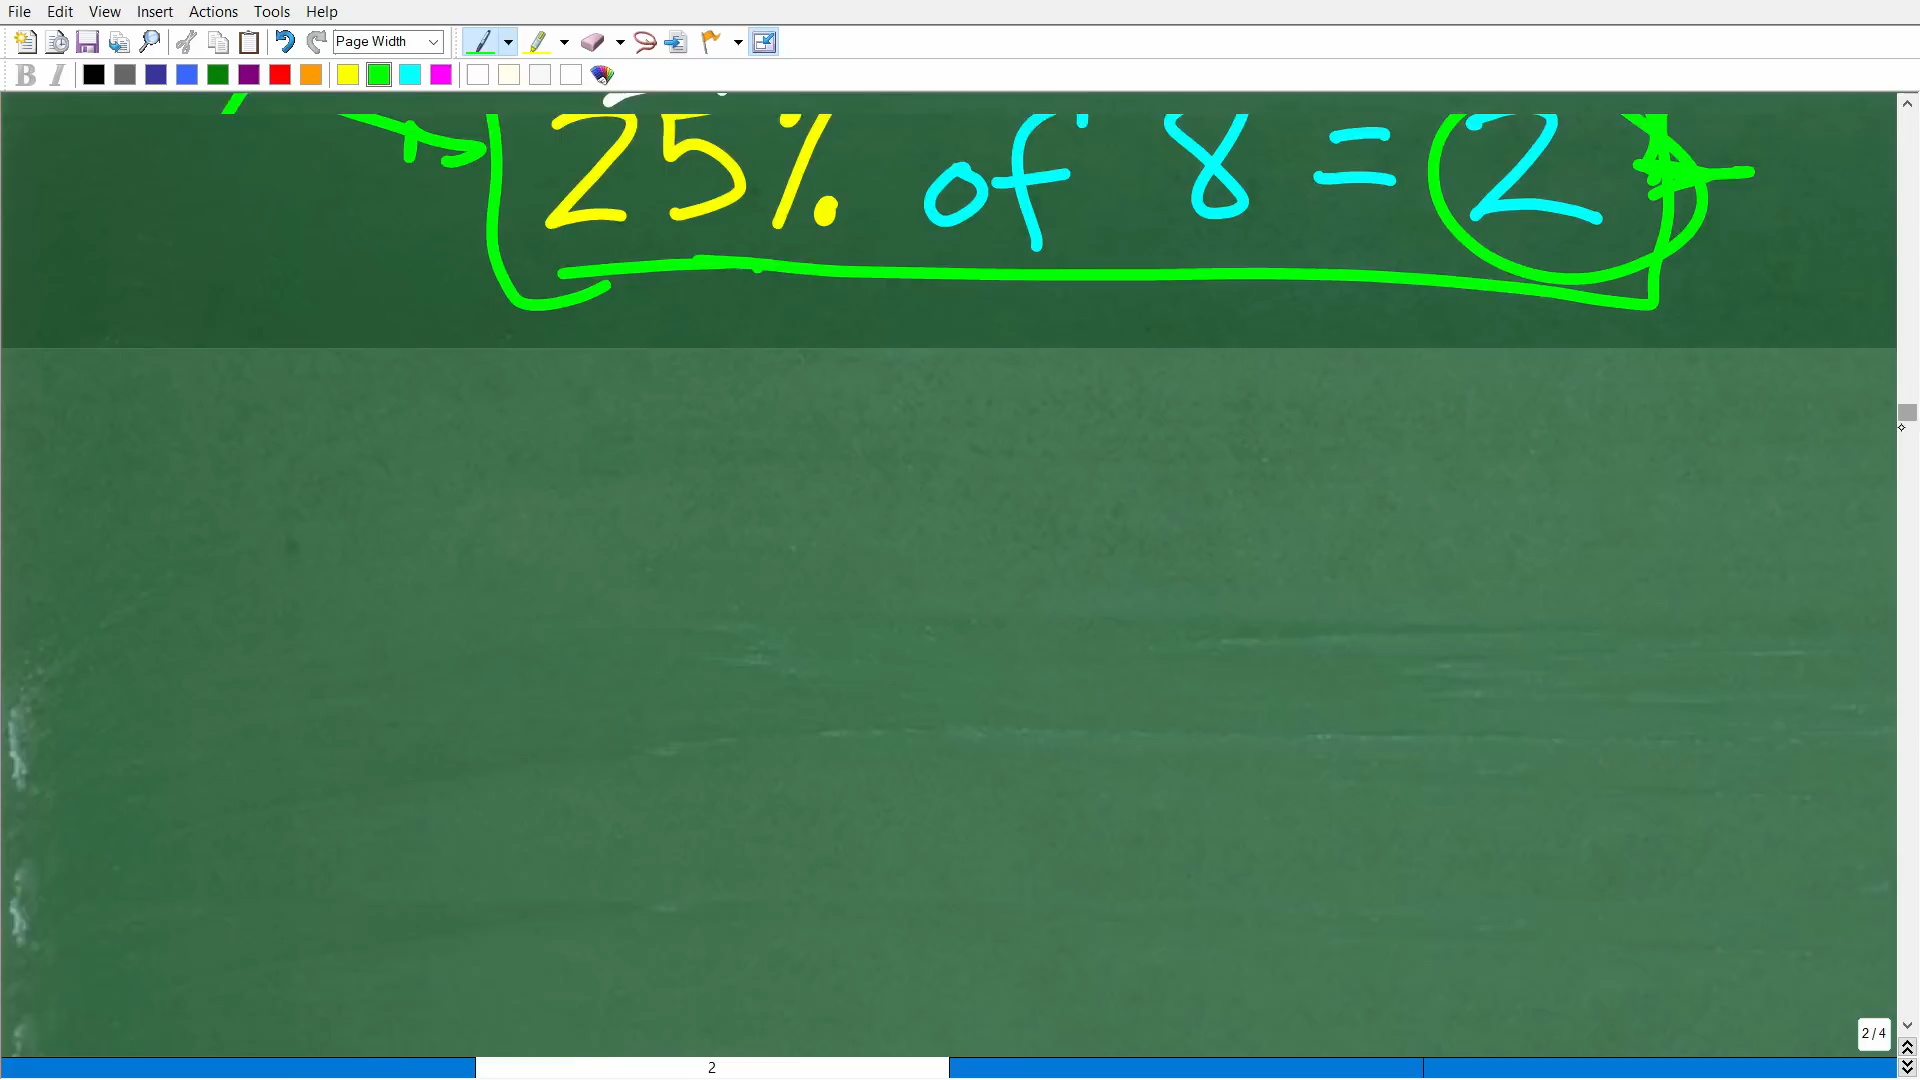 File Edit View Insert Actions Tools Help
Page Width
B I
25% of 8 = 2
2 / 4
2